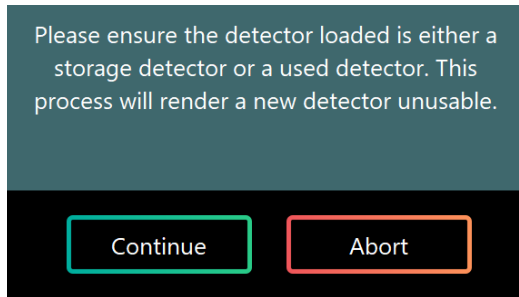 Please ensure the detector loaded is either a
storage detector or a used detector. This
process will render a new detector unusable.
Continue
Abort